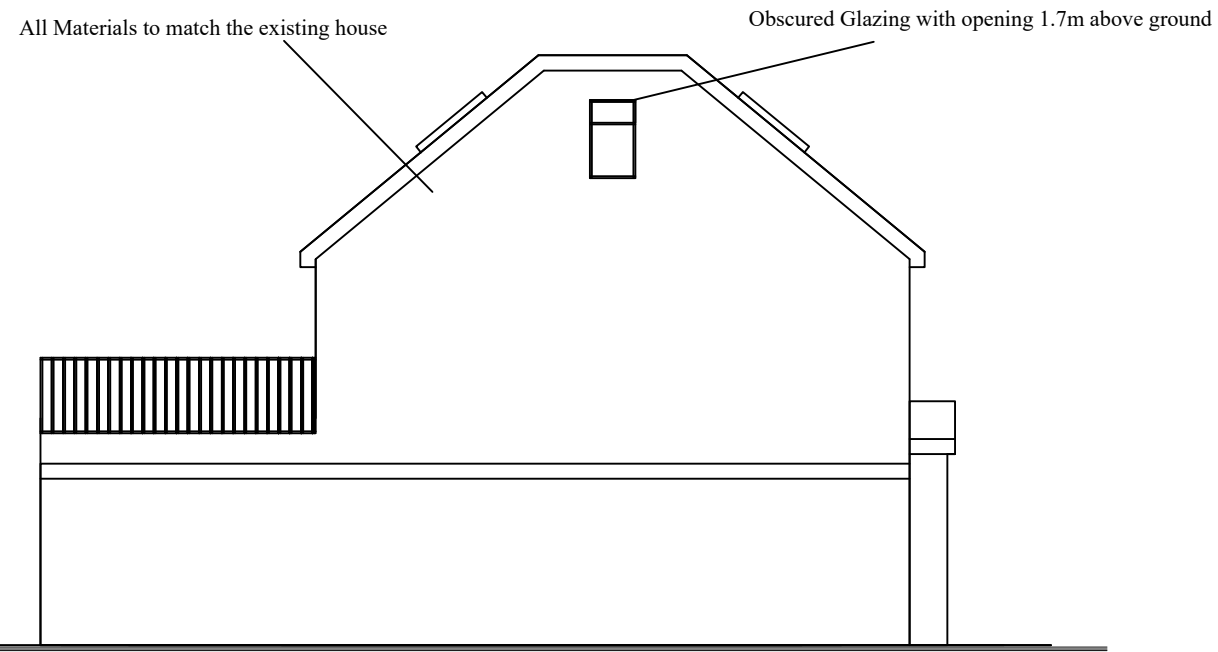 All Materials to match the existing house
Obscured Glazing with opening 1.7m above ground